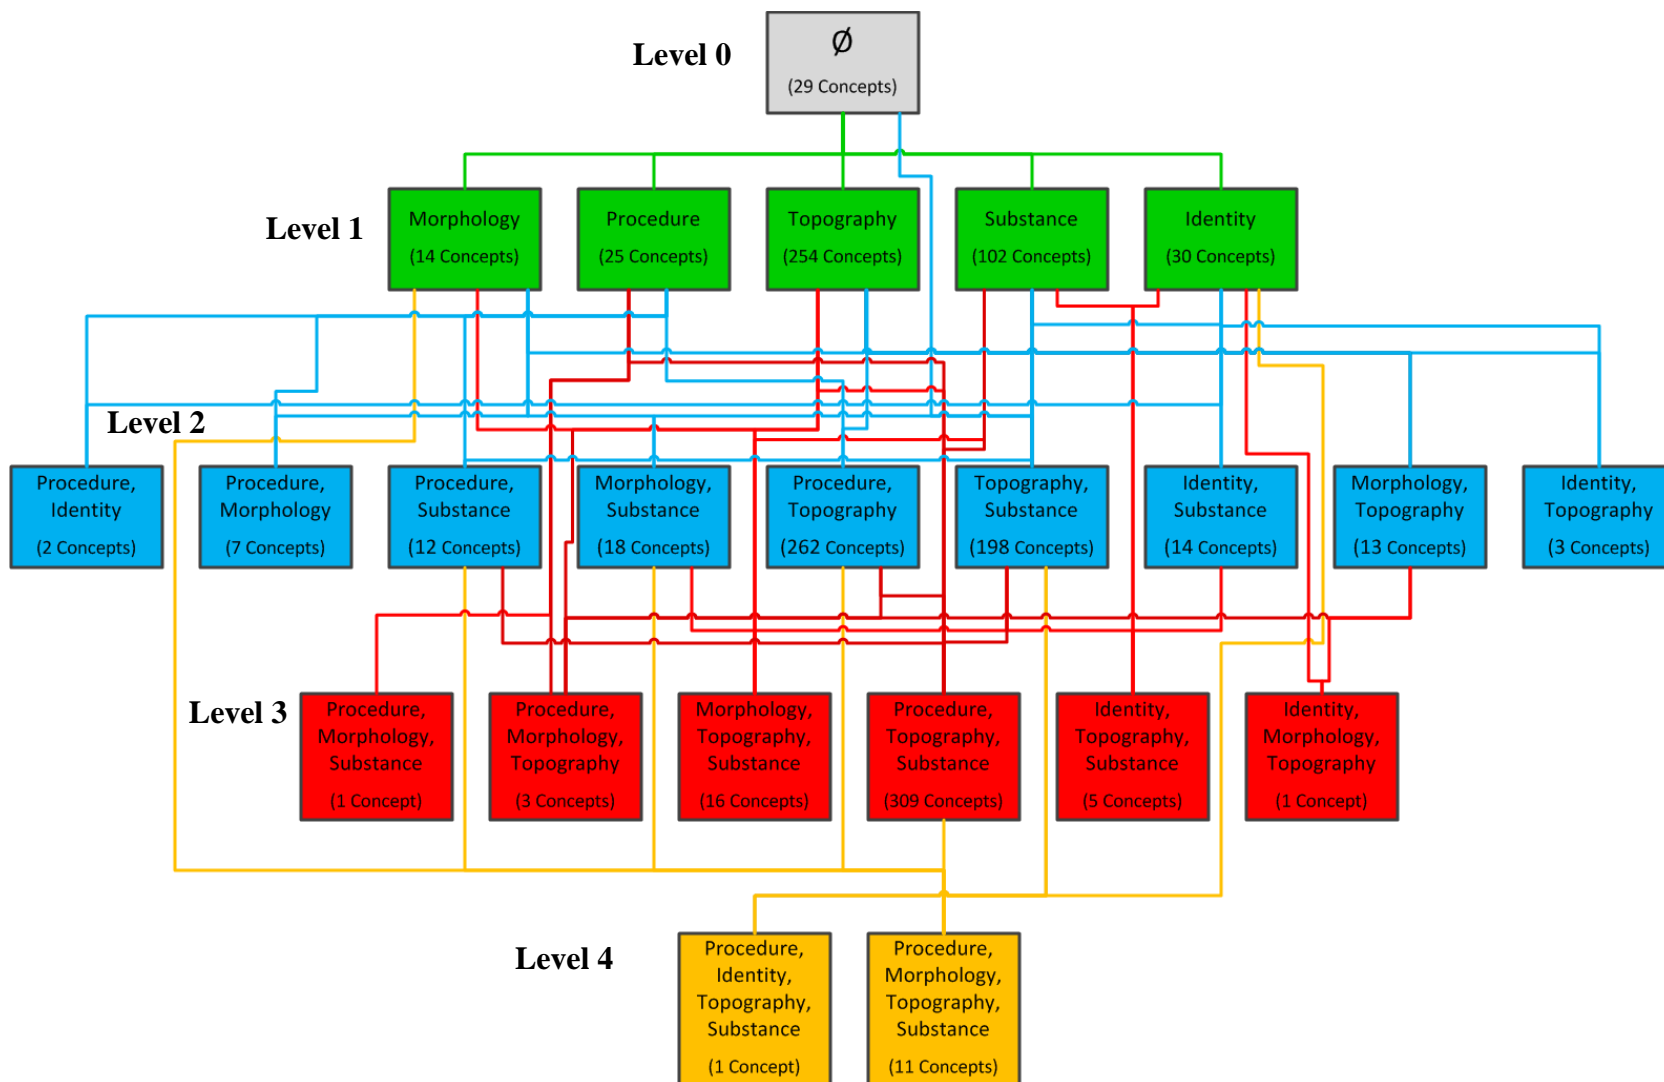 Level 0
Ø
(29 Concepts)
Level 1
Morphology
(14 Concepts)
Procedure
(25 Concepts)
Topography
(254 Concepts)
Substance
(102 Concepts)
Identity
(30 Concepts)
Level 2
Procedure,
Identity
(2 Concepts)
Procedure,
Morphology
(7 Concepts)
Procedure,
Substance
(12 Concepts)
Morphology,
Substance
(18 Concepts)
Procedure,
Topography
(262 Concepts)
Topography,
Substance
(198 Concepts)
Identity,
Substance
(14 Concepts)
Morphology,
Topography
(13 Concepts)
Identity,
Topography
(3 Concepts)
Level 3
Procedure,
Morphology,
Substance
(1 Concept)
Procedure,
Morphology,
Topography
(3 Concepts)
Morphology,
Topography,
Substance
(16 Concepts)
Procedure,
Topography,
Substance
(309 Concepts)
Identity,
Topography,
Substance
(5 Concepts)
Identity,
Morphology,
Topography
(1 Concept)
Level 4
Procedure,
Identity,
Topography,
Substance
(1 Concept)
Procedure,
Morphology,
Topography,
Substance
(11 Concepts)